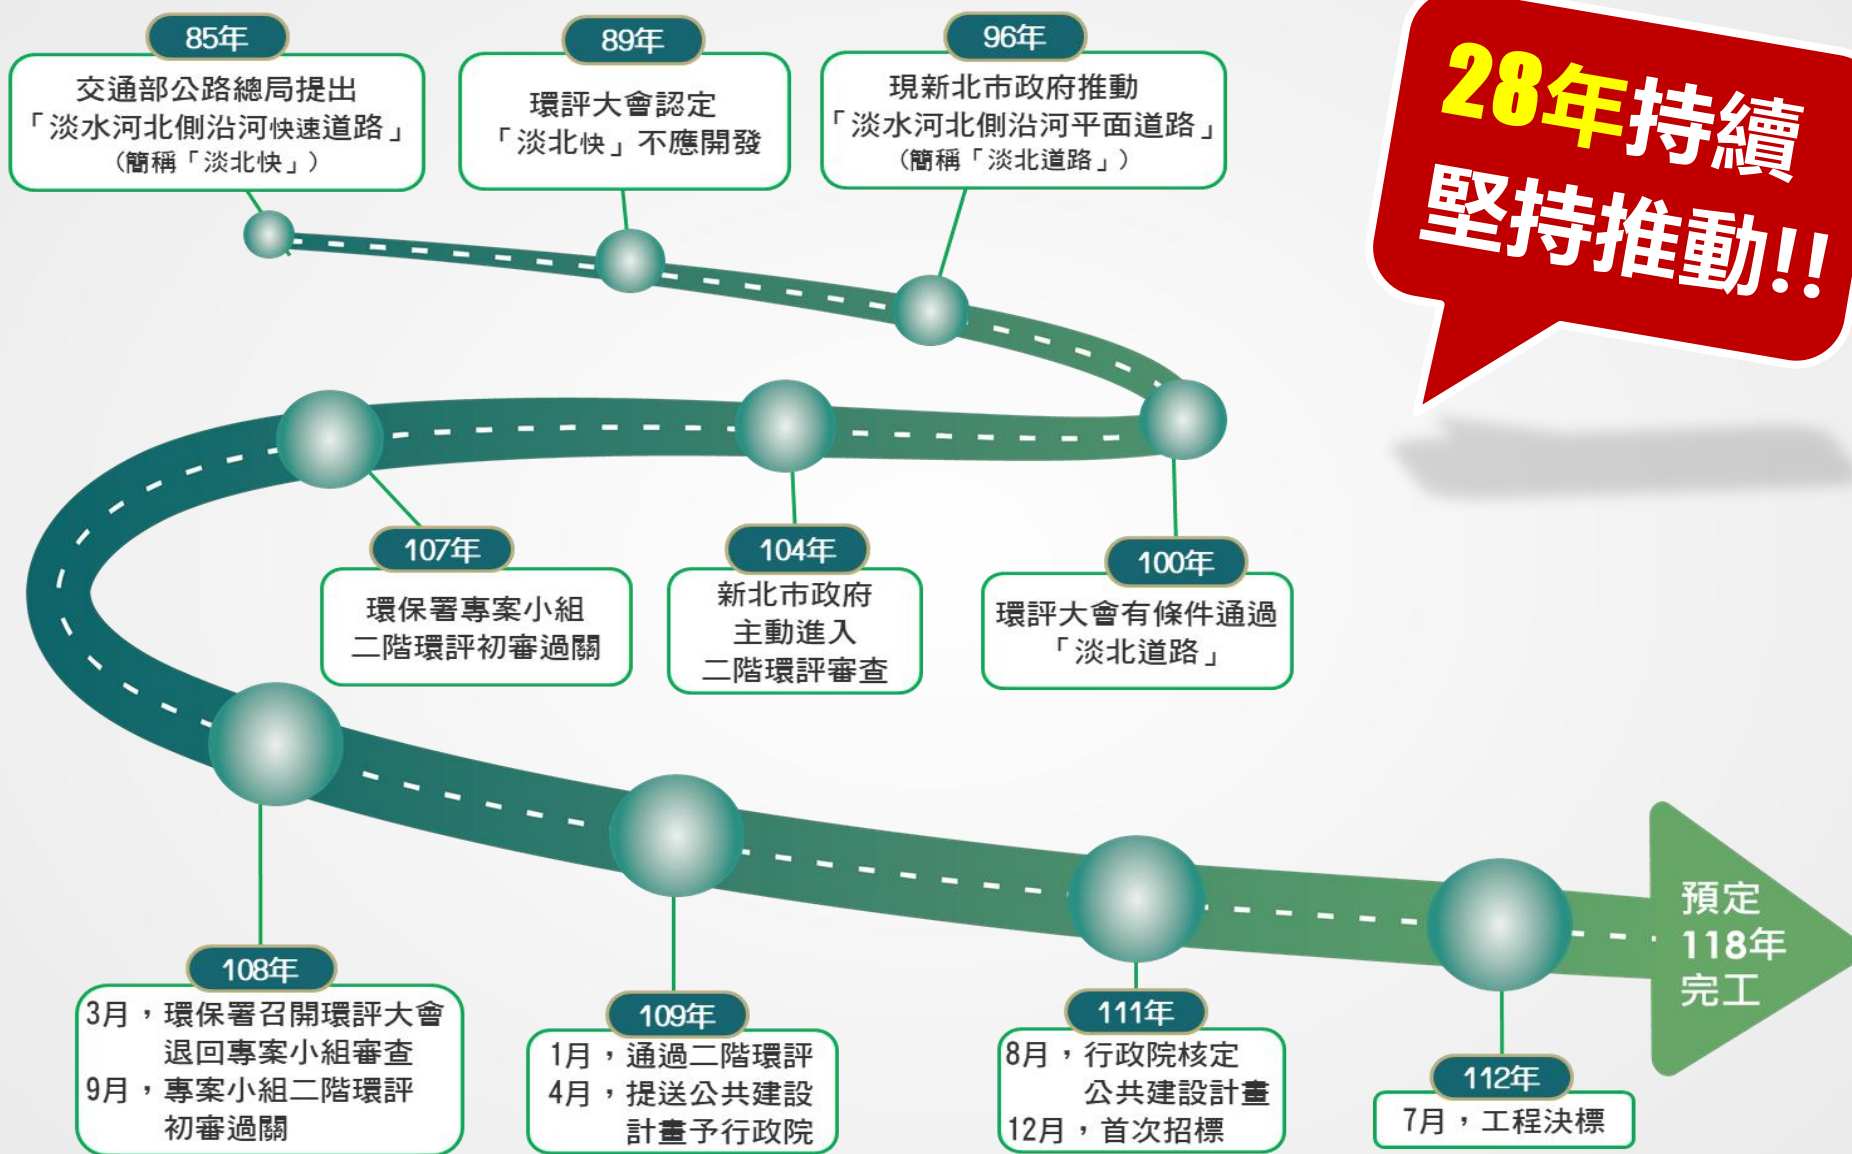 85年
交通部公路總局提出
「淡水河北側沿河快速道路」
(簡稱「淡北快」)
89年
環評大會認定
「淡北快」不應開發
96年
現新北市政府推動
「淡水河北側沿河平面道路」
(簡稱「淡北道路」)
28年持續
堅持推動!!
100年
環評大會有條件通過
「淡北道路」
104年
新北市政府
主動進入
二階環評審查
107年
環保署專案小組
二階環評初審過關
108年
3月，環保署召開環評大會
退回專案小組審查
9月，專案小組二階環評
初審過關
109年
1月，通過二階環評
4月，提送公共建設
計畫予行政院
111年
8月，行政院核定
公共建設計畫
12月，首次招標
112年
7月，工程決標
預定
118年
完工